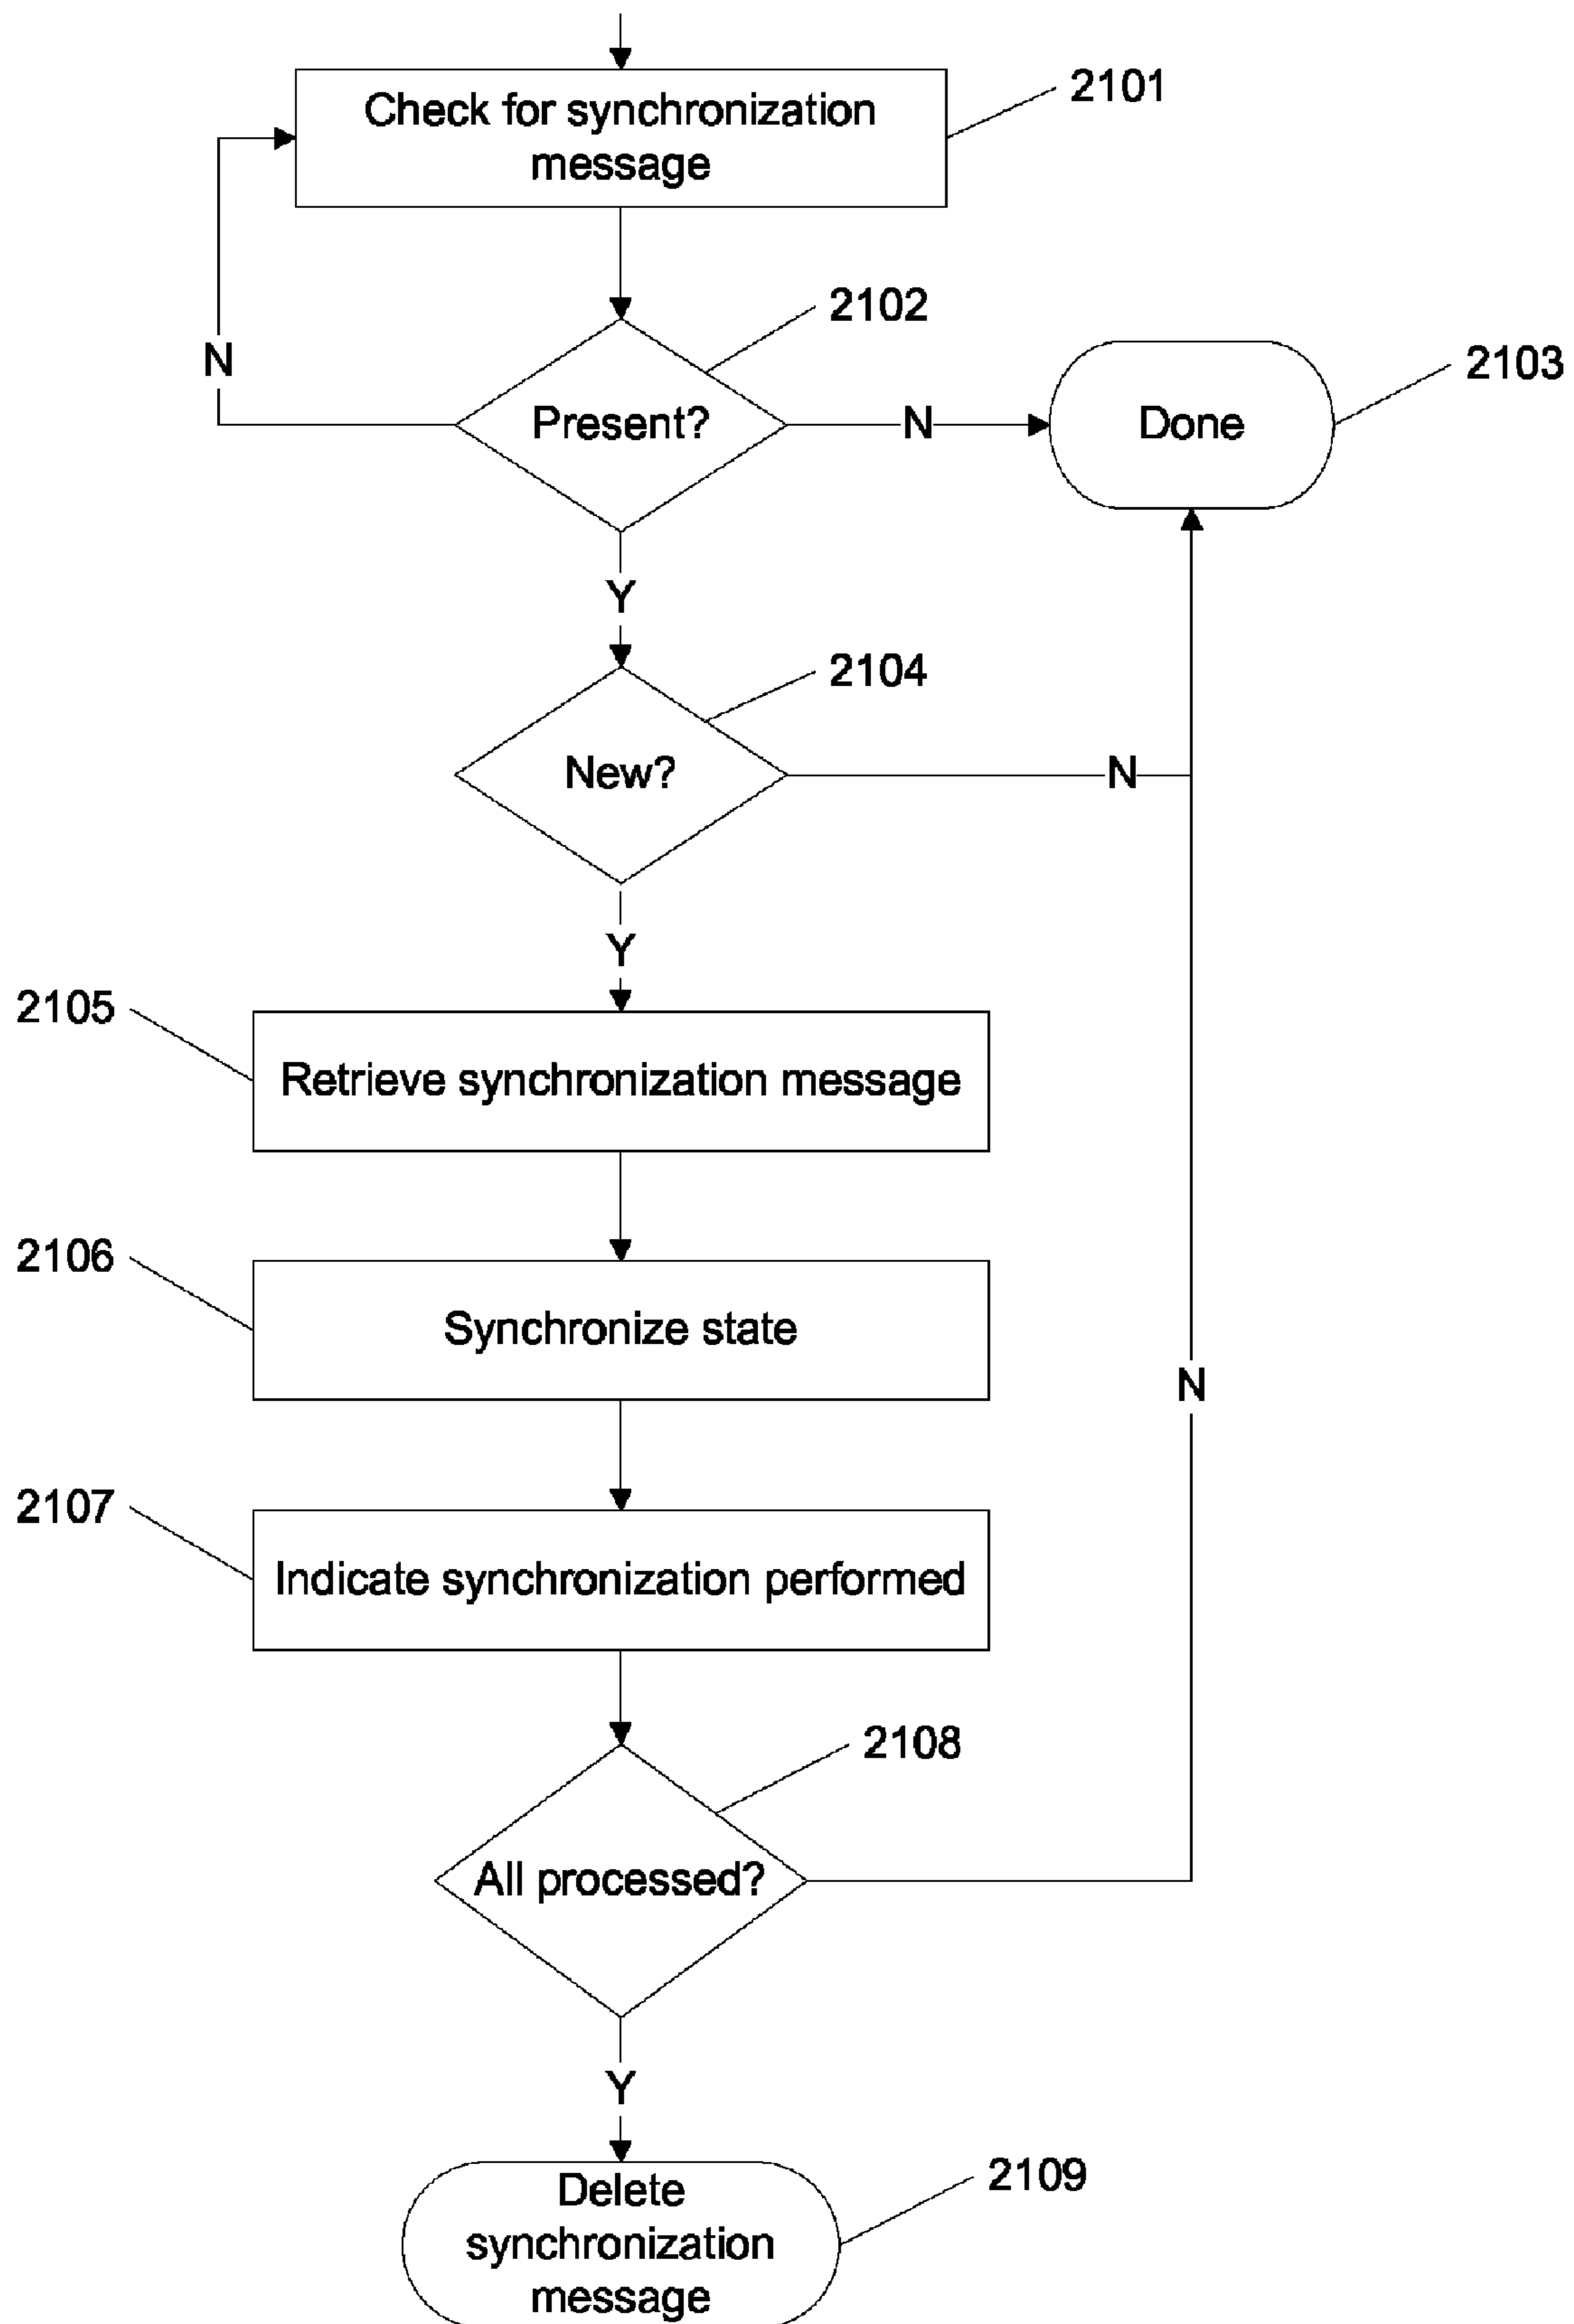 Check for synchronization
message
2101
2102
N
Present?
N
Done
2103
Y
2104
New?
N
Y
2105
Retrieve synchronization message
2106
Synchronize state
N
2107
Indicate synchronization performed
2108
All processed?
Y
Delete
synchronization
message
2109